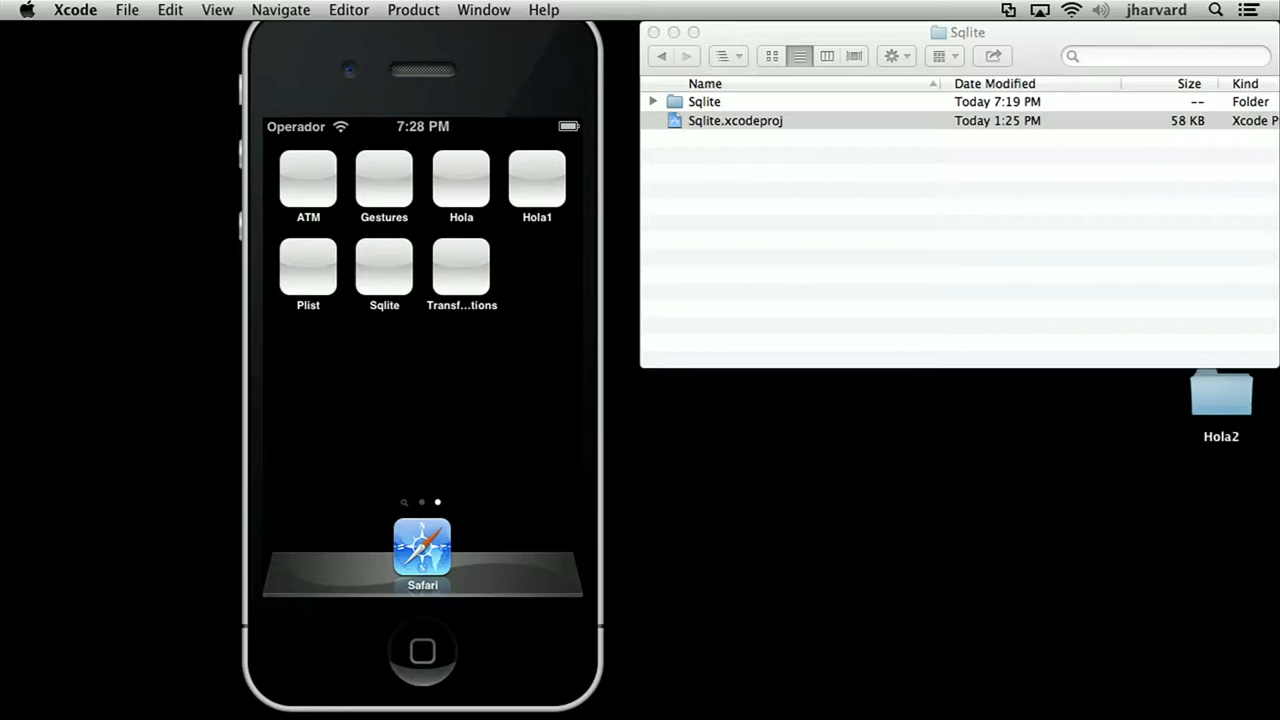 Xcode File Edit View Navigate Editor Product Window Help jharvard
Sqlite
Name Date Modified Size Kind
Sqlite Today 7:19 PM -- Folder
Sqlite.xcodeproj Today 1:25 PM 58 KB Xcode P
Operador 7:28 PM
ATM Gestures Hola Hola1
Plist Sqlite Transf...tions
Safari
Hola2